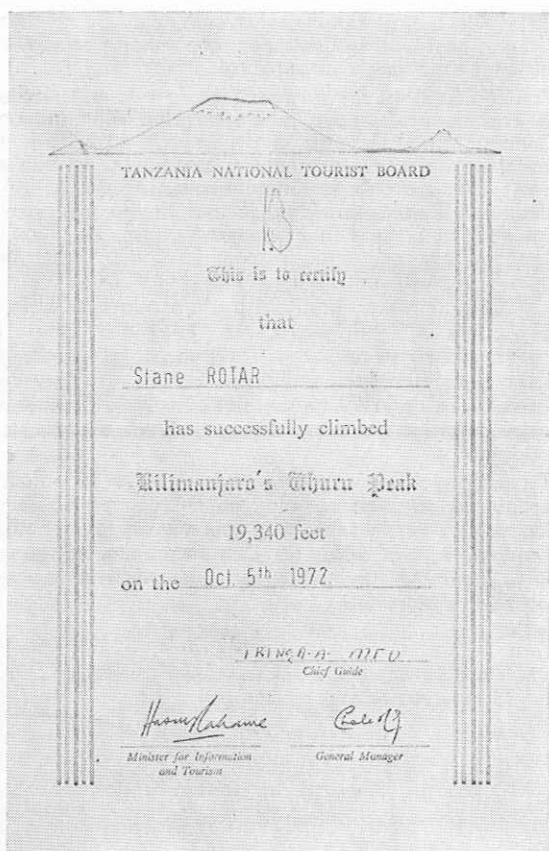 TANZANIA NATIONAL TOURIST BOARD
This is to certify
that
Stane ROTAR
has successfully climbed
Kilimanjaro's Uhuru Peak
19,340 feet
on the Oct. 5th 1972.
Chief Guide
Minister for Information
and Tourism
General Manager